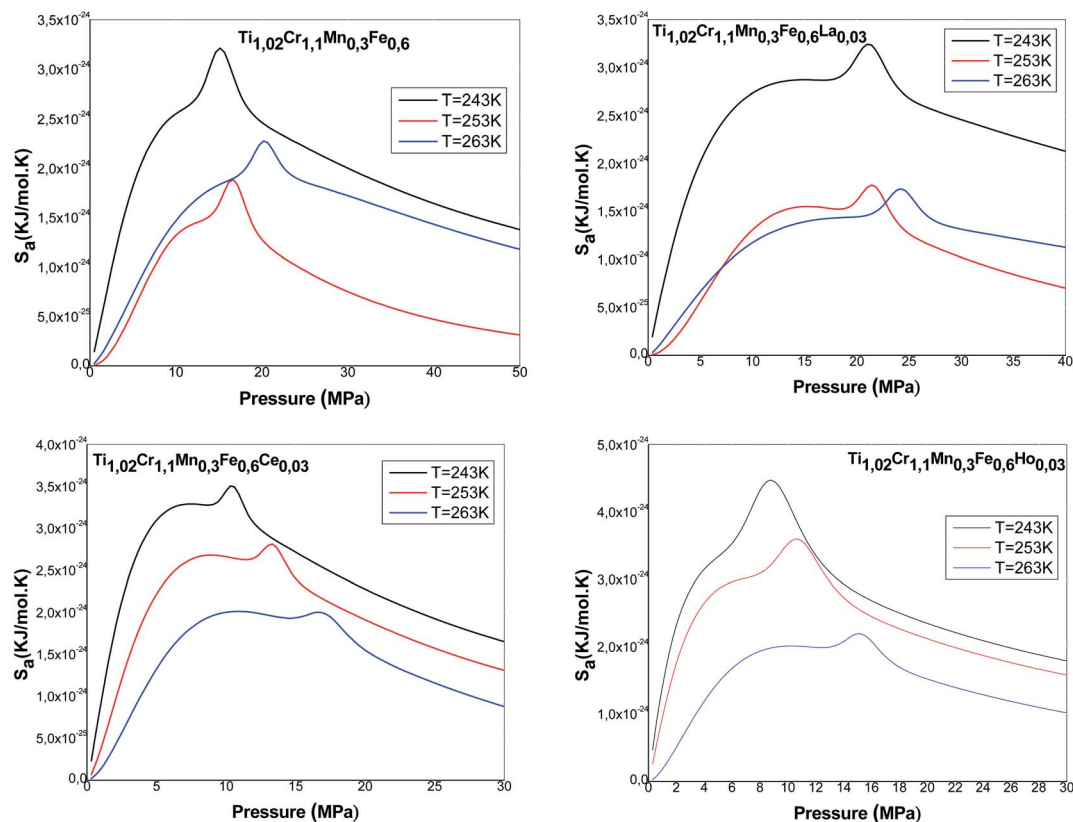 Ti1,02Cr1,1Mn0,3Fe0,6
T=243K
T=253K
T=263K
3,5x10-24
3,0x10-24
2,5x10-24
2,0x10-24
1,5x10-24
1,0x10-24
5,0x10-25
0,0
Sa(KJ/mol.K)
0 10 20 30 40 50
Pressure (MPa)
Ti1,02Cr1,1Mn0,3Fe0,6La0,03
T=243K
T=253K
T=263K
3,5x10-24
3,0x10-24
2,5x10-24
2,0x10-24
1,5x10-24
1,0x10-24
5,0x10-25
0,0
Sa(KJ/mol.K)
0 5 10 15 20 25 30 35 40
Pressure (MPa)
Ti1,02Cr1,1Mn0,3Fe0,6Ce0,03
T=243K
T=253K
T=263K
4,0x10-24
3,5x10-24
3,0x10-24
2,5x10-24
2,0x10-24
1,5x10-24
1,0x10-24
5,0x10-25
0,0
Sa(KJ/mol.K)
0 5 10 15 20 25 30
Pressure (MPa)
Ti1,02Cr1,1Mn0,3Fe0,6Ho0,03
T=243K
T=253K
T=263K
5,0x10-24
4,0x10-24
3,0x10-24
2,0x10-24
1,0x10-24
0,0
Sa(KJ/mol.K)
0 2 4 6 8 10 12 14 16 18 20 22 24 26 28 30
Pressure (MPa)